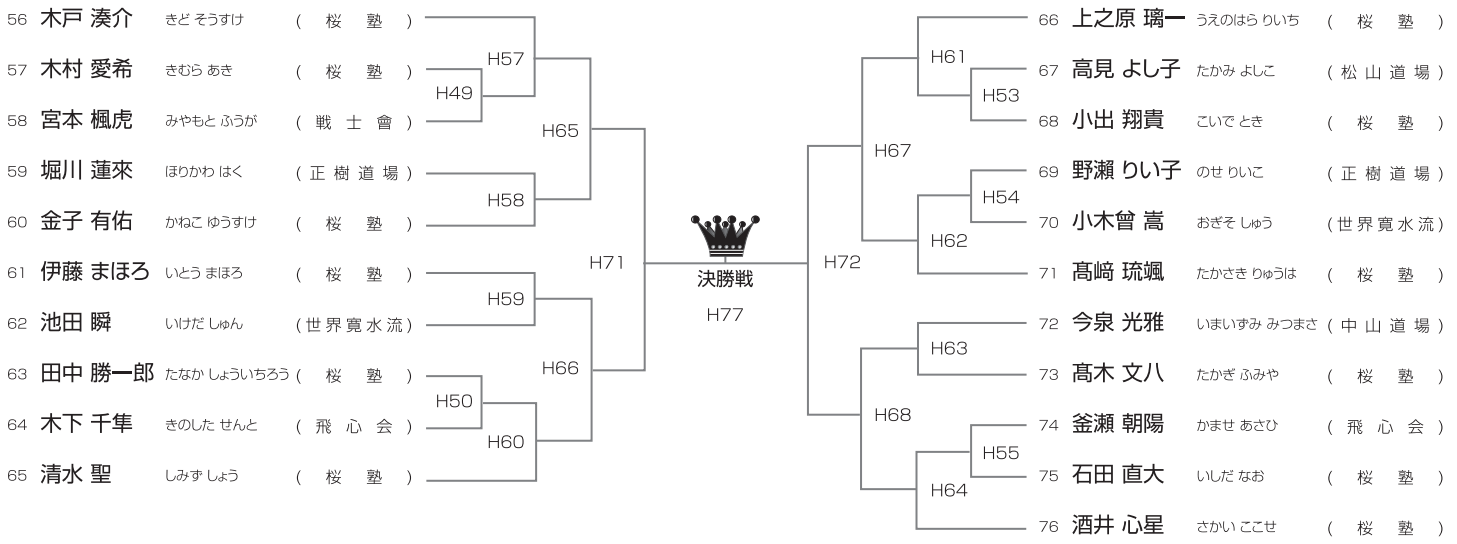 56 木戸 湊介 きど そうすけ ( 桜 塾 )
57 木村 愛希 きむら あき ( 桜 塾 )
58 宮本 楓虎 みやもと ふうが ( 戦 士 會 )
59 堀川 蓮來 ほりかわ はく ( 正 樹 道 場 )
60 金子 有佑 かねこ ゆうすけ ( 桜 塾 )
61 伊藤 まほろ いとう まほろ ( 桜 塾 )
62 池田 瞬 いけだ しゅん ( 世 界 寛 水 流 )
63 田中 勝一郎 たなか しょういちろう ( 桜 塾 )
64 木下 千隼 きのした せんと ( 飛 心 会 )
65 清水 聖 しみず しょう ( 桜 塾 )
H57
H49
H65
H58
H71
H59
H66
H50
H60
決勝戦
H77
H61
H53
H67
H54
H62
H72
H63
H68
H55
H64
66 上之原 璃一 うえのはら りいち ( 桜 塾 )
67 高見 よし子 たかみ よしこ ( 松 山 道 場 )
68 小出 翔貴 こいで とき ( 桜 塾 )
69 野瀬 りい子 のせ りいこ ( 正 樹 道 場 )
70 小木曾 嵩 おぎそ しゅう ( 世 界 寛 水 流 )
71 髙﨑 琉颯 たかさき りゅうは ( 桜 塾 )
72 今泉 光雅 いまいずみ みつまさ ( 中 山 道 場 )
73 髙木 文八 たかぎ ふみや ( 桜 塾 )
74 釜瀬 朝陽 かませ あさひ ( 飛 心 会 )
75 石田 直大 いしだ なお ( 桜 塾 )
76 酒井 心星 さかい ここせ ( 桜 塾 )